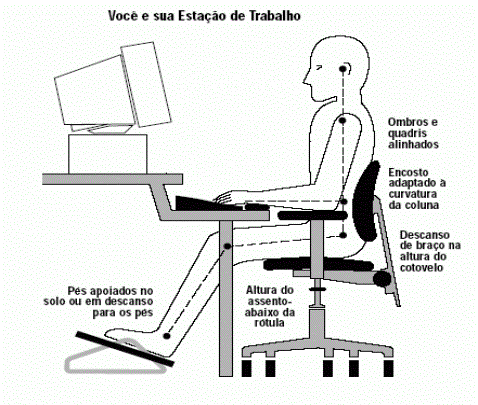 Você e sua Estação de Trabalho
Ombros e
quadris
alinhados
Encosto
adaptado à
curvatura
da coluna
Descanso
de braço na
altura do
cotovelo
Pés apoiados no
solo ou em descanso
para os pés
Altura do
assento-
abaixo da
rótula